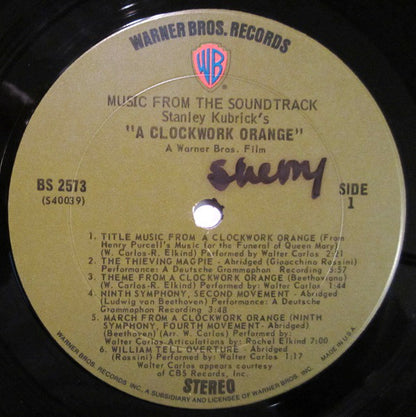 WARNER BROS. RECORDS
WB
MUSIC FROM THE SOUNDTRACK
Stanley Kubrick's
"A CLOCKWORK ORANGE"
A Warner Bros. Film
Sherry
BS 2573
(S40039)
SIDE
1
1. TITLE MUSIC FROM A CLOCKWORK ORANGE (From
Henry Purcell's Music for the Funeral of Queen Mary)
(W. Carlos-R. Elkind) Performed by Walter Carlos 2:21
2. THE THIEVING MAGPIE - Abridged (Gioacchino Rossini)
Performance: A Deutsche Grammophon Recording 5:57
3. THEME FROM A CLOCKWORK ORANGE (Beethoviana)
(W. Carlos-R. Elkind) Performed by: Walter Carlos 1:44
4. NINTH SYMPHONY, SECOND MOVEMENT - Abridged
(Ludwig van Beethoven) Performance: A Deutsche
Grammophon Recording 3:48
5. MARCH FROM A CLOCKWORK ORANGE (NINTH
SYMPHONY, FOURTH MOVEMENT - Abridged)
(Beethoven) (Arr. W. Carlos) Performed by:
Walter Carlos Articulations by: Rachel Elkind 7:00
6. WILLIAM TELL OVERTURE - Abridged
(Rossini) Performed by: Walter Carlos 1:17
Walter Carlos appears courtesy
of CBS Records, Inc.
STEREO
WARNER BROS. RECORDS INC., A SUBSIDIARY AND LICENSEE OF WARNER BROS. INC. MADE IN U.S.A.